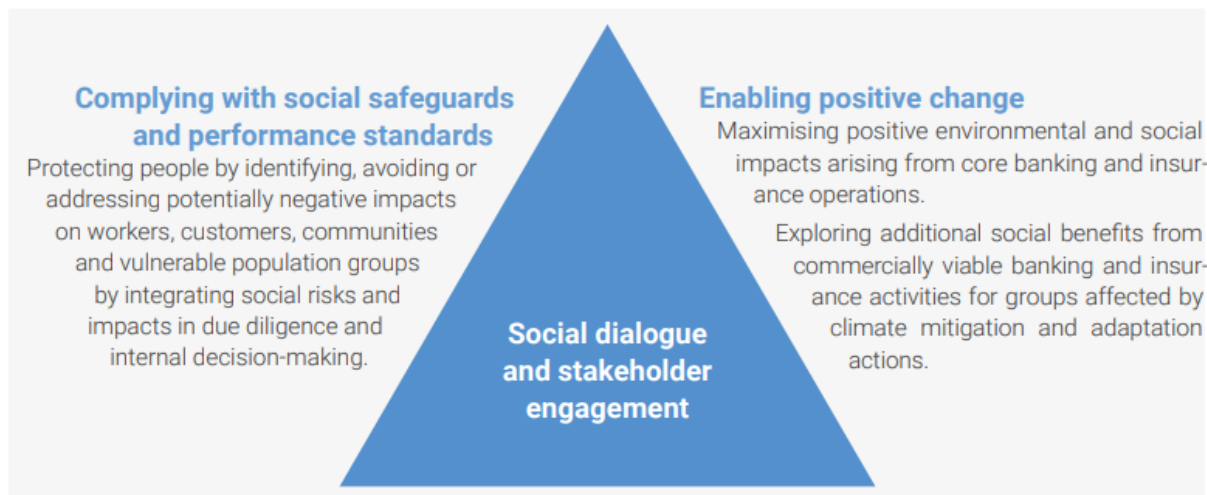 Complying with social safeguards
and performance standards
Protecting people by identifying, avoiding or
addressing potentially negative impacts
on workers, customers, communities
and vulnerable population groups
by integrating social risks and
impacts in due diligence and
internal decision-making.
Enabling positive change
Maximising positive environmental and social
impacts arising from core banking and insur-
ance operations.
Exploring additional social benefits from
commercially viable banking and insur-
ance activities for groups affected by
climate mitigation and adaptation
actions.
Social dialogue
and stakeholder
engagement